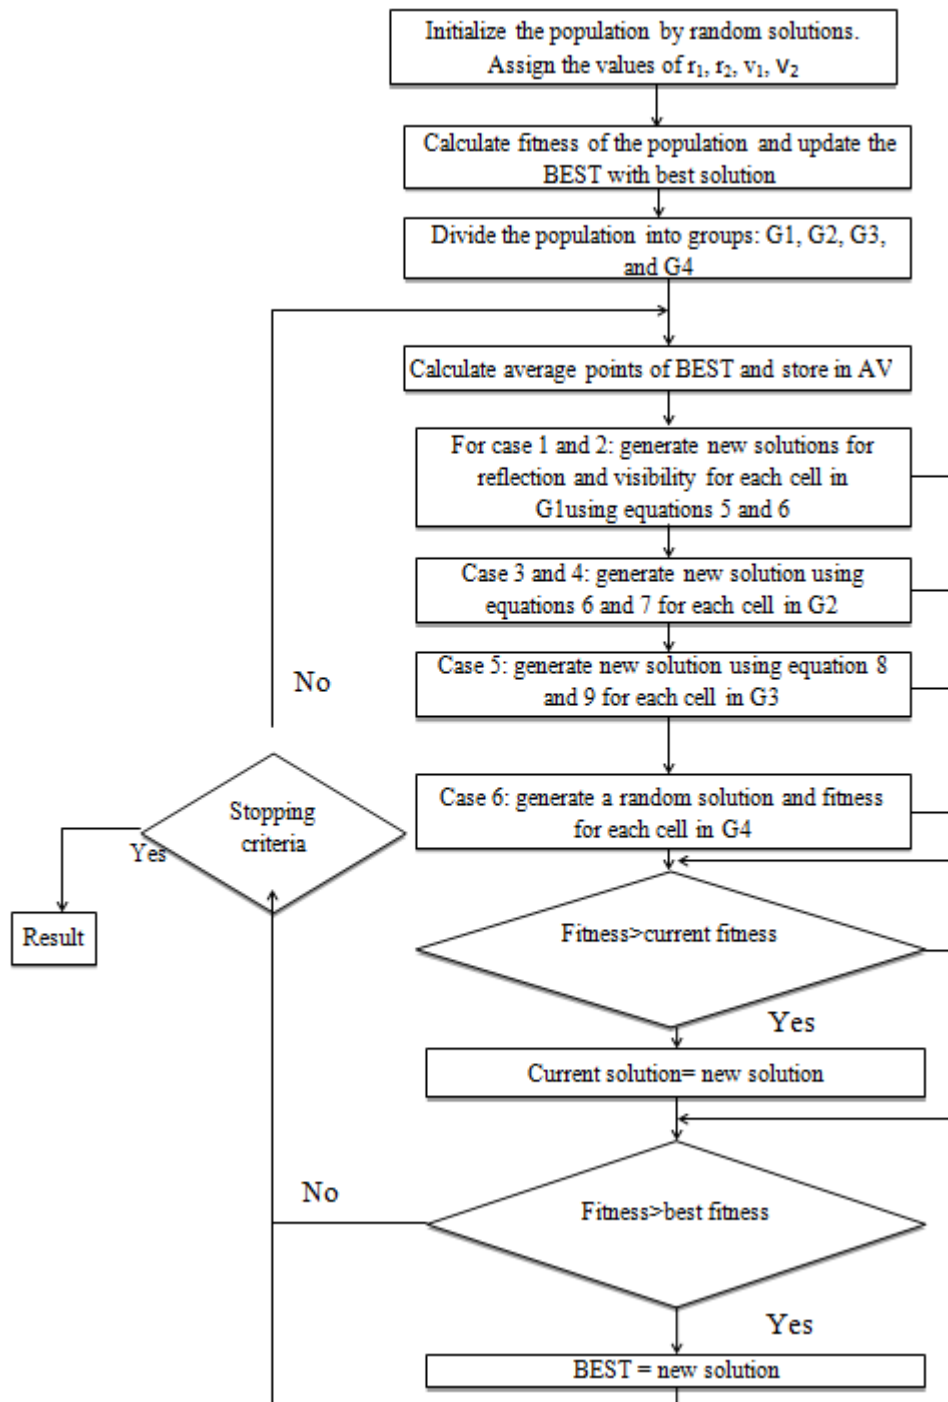 Initialize the population by random solutions.
Assign the values of r₁, r₂, v₁, v₂
Calculate fitness of the population and update the
BEST with best solution
Divide the population into groups: G1, G2, G3,
and G4
Calculate average points of BEST and store in AV
For case 1 and 2: generate new solutions for
reflection and visibility for each cell in
G1using equations 5 and 6
Case 3 and 4: generate new solution using
equations 6 and 7 for each cell in G2
Case 5: generate new solution using equation 8
and 9 for each cell in G3
No
Case 6: generate a random solution and fitness
for each cell in G4
Stopping
criteria
Yes
Result
Fitness>current fitness
Yes
Current solution= new solution
No
Fitness>best fitness
Yes
BEST = new solution